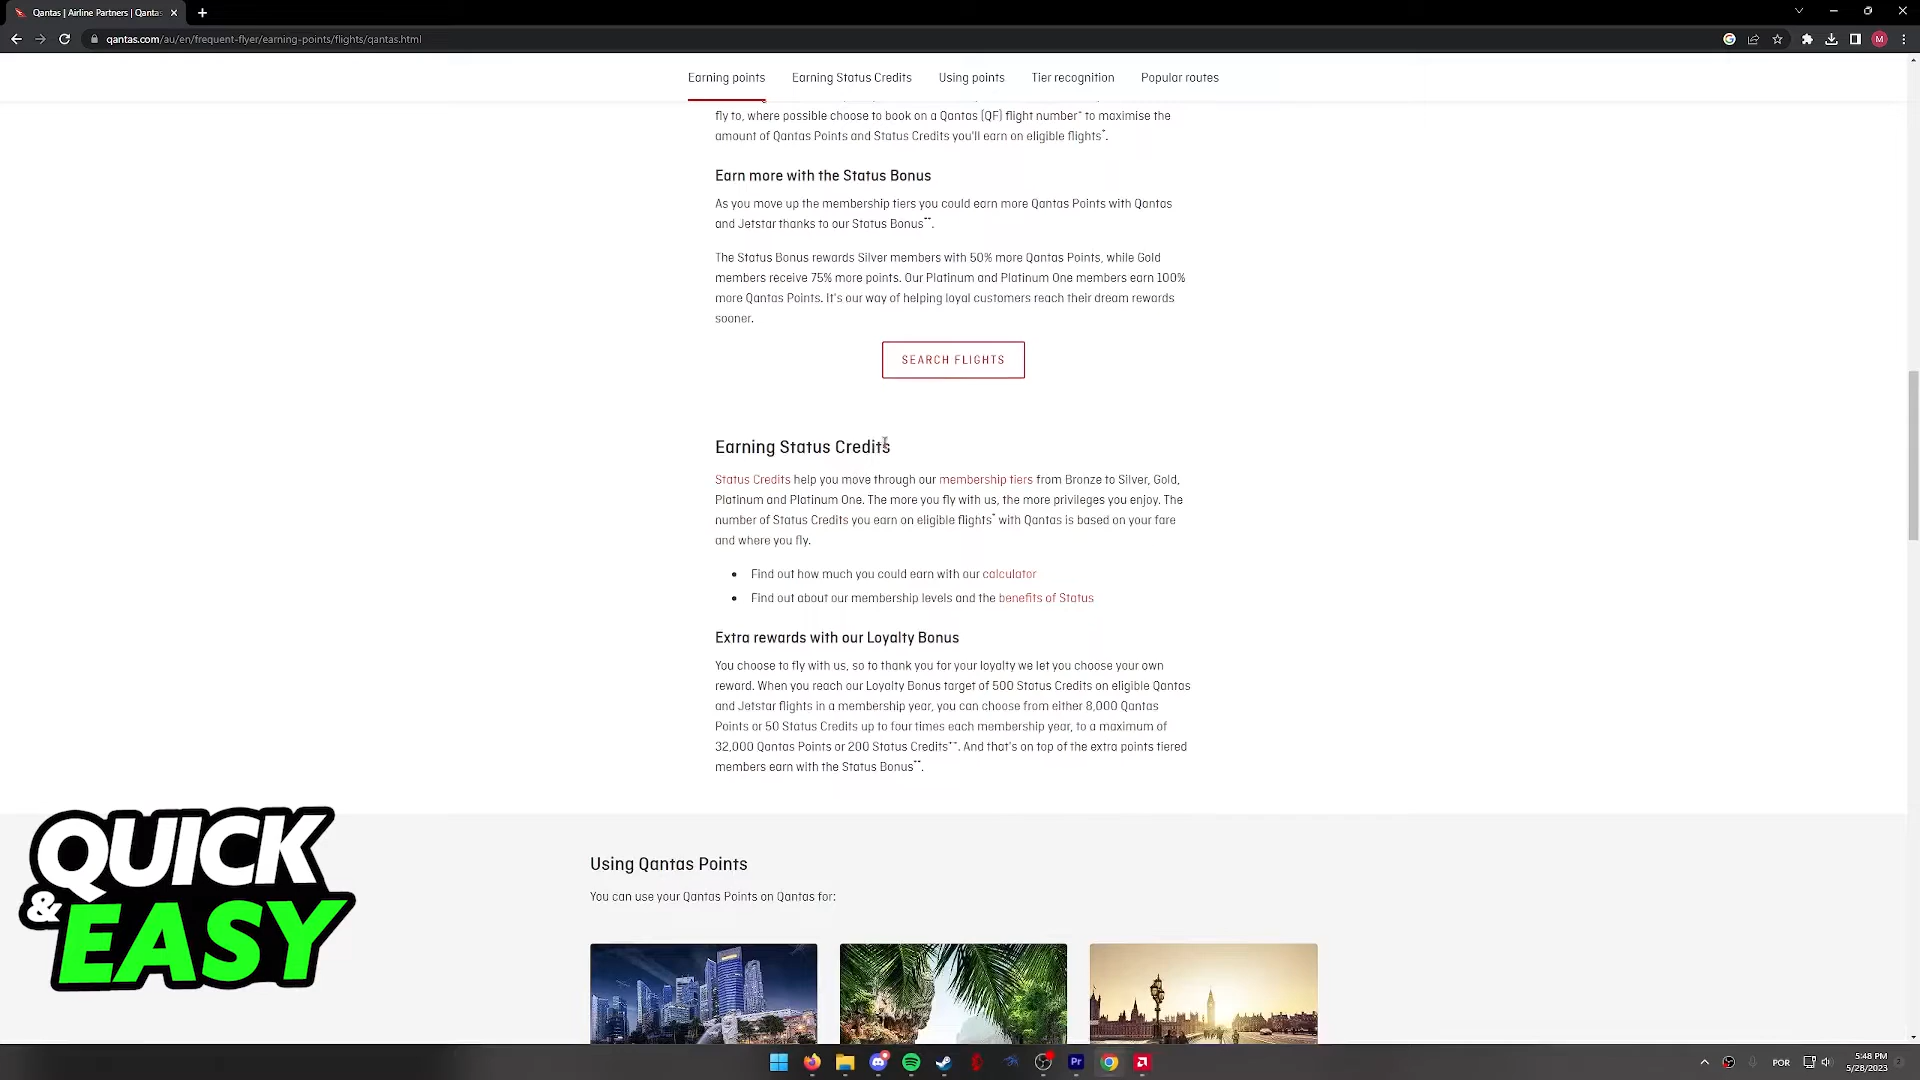 Qantas | Airline Partners | Qantas
qantas.com/au/en/frequent-flyer/earning-points/flights/qantas.html
M
Earning points
Earning Status Credits
Using points
Tier recognition
Popular routes
fly to, where possible choose to book on a Qantas (QF) flight number^ to maximise the
amount of Qantas Points and Status Credits you'll earn on eligible flights*.
Earn more with the Status Bonus
As you move up the membership tiers you could earn more Qantas Points with Qantas
and Jetstar thanks to our Status Bonus^^.
The Status Bonus rewards Silver members with 50% more Qantas Points, while Gold
members receive 75% more points. Our Platinum and Platinum One members earn 100%
more Qantas Points. It's our way of helping loyal customers reach their dream rewards
sooner.
SEARCH FLIGHTS
Earning Status Credits
Status Credits help you move through our membership tiers from Bronze to Silver, Gold,
Platinum and Platinum One. The more you fly with us, the more privileges you enjoy. The
number of Status Credits you earn on eligible flights* with Qantas is based on your fare
and where you fly.
• Find out how much you could earn with our calculator
• Find out about our membership levels and the benefits of Status
Extra rewards with our Loyalty Bonus
You choose to fly with us, so to thank you for your loyalty we let you choose your own
reward. When you reach our Loyalty Bonus target of 500 Status Credits on eligible Qantas
and Jetstar flights in a membership year, you can choose from either 8,000 Qantas
Points or 50 Status Credits up to four times each membership year, to a maximum of
32,000 Qantas Points or 200 Status Credits**. And that's on top of the extra points tiered
members earn with the Status Bonus^^.
QUICK
& EASY
Using Qantas Points
You can use your Qantas Points on Qantas for:
Pr
POR
5:48 PM
5/28/2023